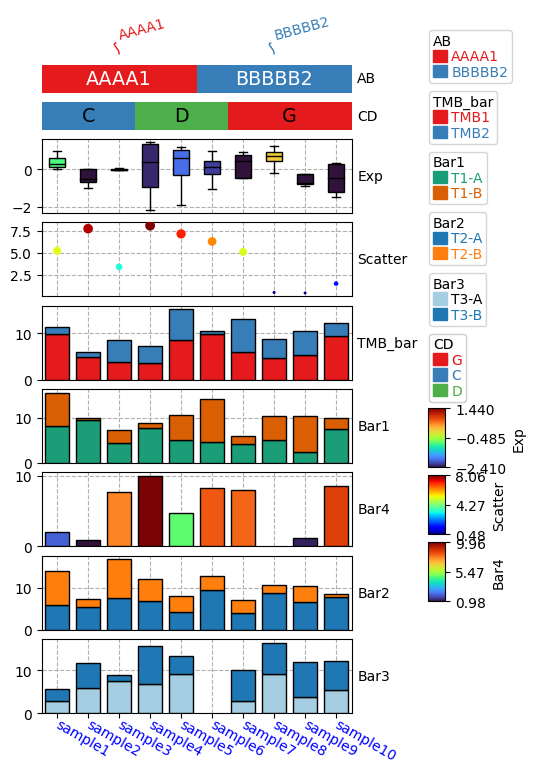 AAAA1
BBBBB2
AAAA1 BBBBB2 AB
C D G CD
0
−2
Exp
7.5
5.0
2.5
Scatter
10
0
TMB_bar
10
0
Bar1
10
0
Bar4
10
0
Bar2
10
0
Bar3
sample1 sample2 sample3 sample4 sample5 sample6 sample7 sample8 sample9 sample10
AB
AAAA1
BBBBB2
TMB_bar
TMB1
TMB2
Bar1
T1-A
T1-B
Bar2
T2-A
T2-B
Bar3
T3-A
T3-B
CD
G
C
D
1.440
−0.485
−2.410
Exp
8.06
4.27
0.48
Scatter
9.96
5.47
0.98
Bar4